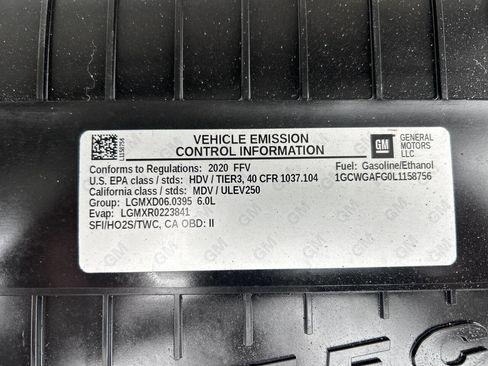 VEHICLE EMISSION
CONTROL INFORMATION
GM
GENERAL
MOTORS
LLC
L1158756
Conforms to Regulations: 2020 FFV
Fuel: Gasoline/Ethanol
U.S. EPA class / stds: HDV / TIER3, 40 CFR 1037.104
1GCWGAFG0L1158756
California class / stds: MDV / ULEV250
Group: LGMXD06.0395 6.0L
Evap: LGMXR0223841
SFI/HO2S/TWC, CA OBD: II